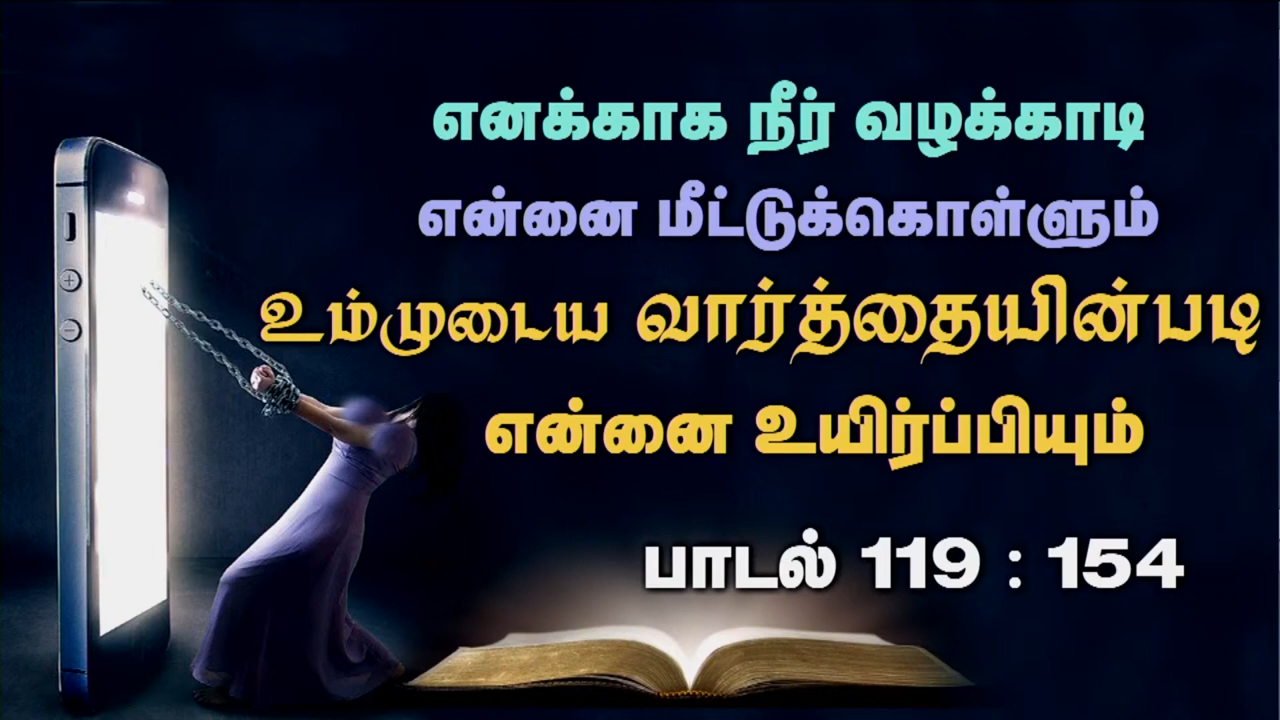 எனக்காக நீர் வழக்காடி
என்னை மீட்டுக்கொள்ளும்
உம்முடைய வார்த்தையின்படி
என்னை உயிர்ப்பியும்
பாடல் 119 : 154